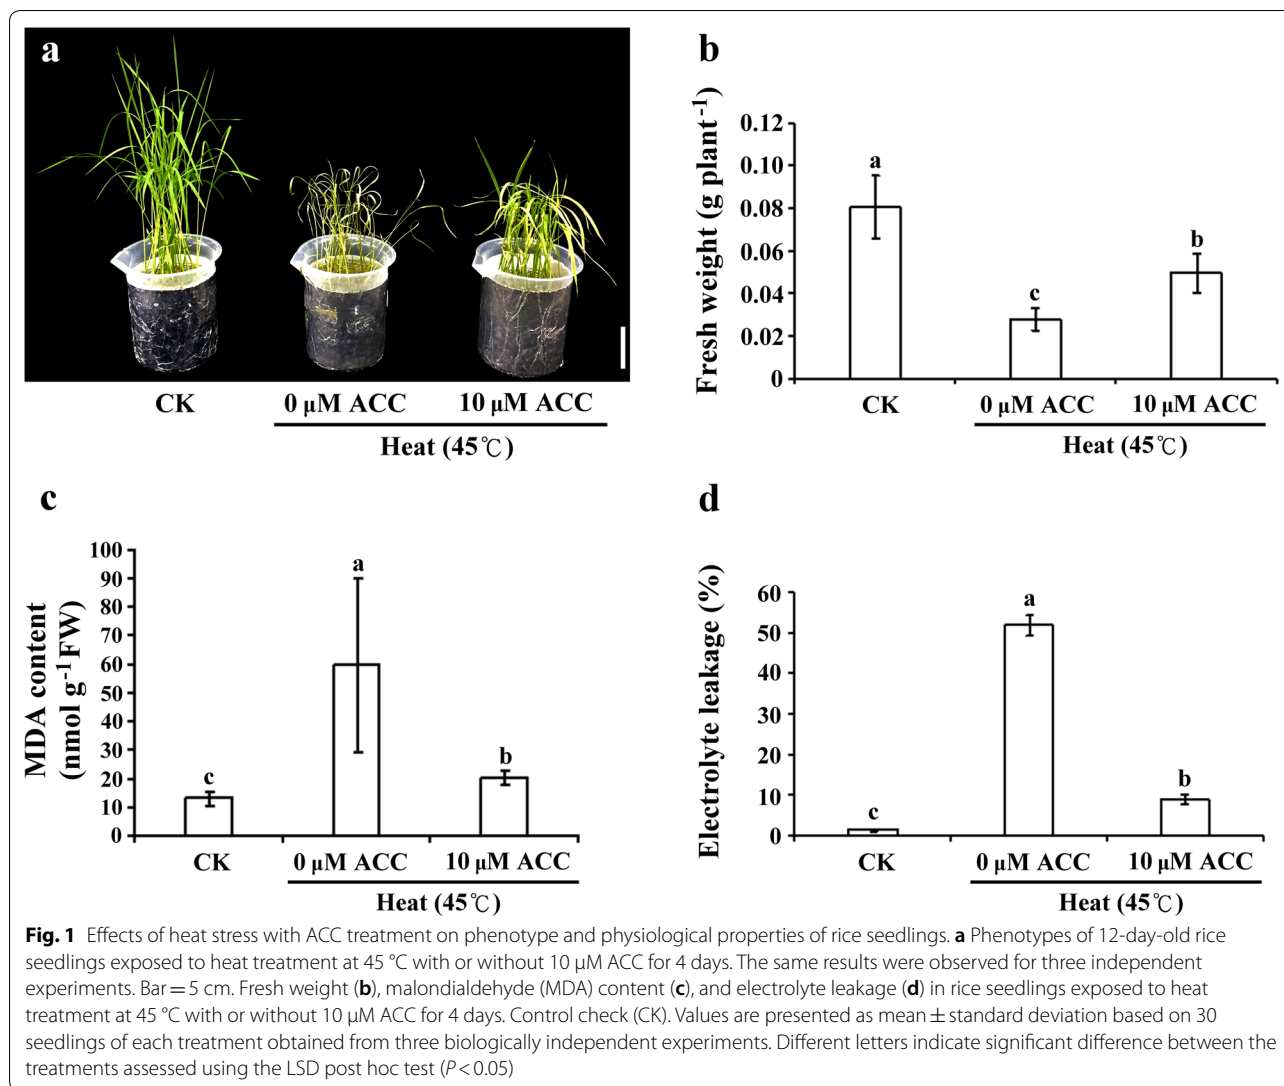 a
CK
0 μM ACC
10 μM ACC
Heat (45℃)
b
Fresh weight (g plant-1)
0.12
0.10
0.08
0.06
0.04
0.02
0
a
c
b
CK
0 μM ACC
10 μM ACC
Heat (45℃)
c
MDA content
(nmol g-1FW)
100
90
80
70
60
50
40
30
20
10
0
c
a
b
CK
0 μM ACC
10 μM ACC
Heat (45℃)
d
Electrolyte leakage (%)
60
50
40
30
20
10
0
c
a
b
CK
0 μM ACC
10 μM ACC
Heat (45℃)
Fig. 1 Effects of heat stress with ACC treatment on phenotype and physiological properties of rice seedlings. a Phenotypes of 12-day-old rice
seedlings exposed to heat treatment at 45 °C with or without 10 μM ACC for 4 days. The same results were observed for three independent
experiments. Bar = 5 cm. Fresh weight (b), malondialdehyde (MDA) content (c), and electrolyte leakage (d) in rice seedlings exposed to heat
treatment at 45 °C with or without 10 μM ACC for 4 days. Control check (CK). Values are presented as mean ± standard deviation based on 30
seedlings of each treatment obtained from three biologically independent experiments. Different letters indicate significant difference between the
treatments assessed using the LSD post hoc test (P < 0.05)